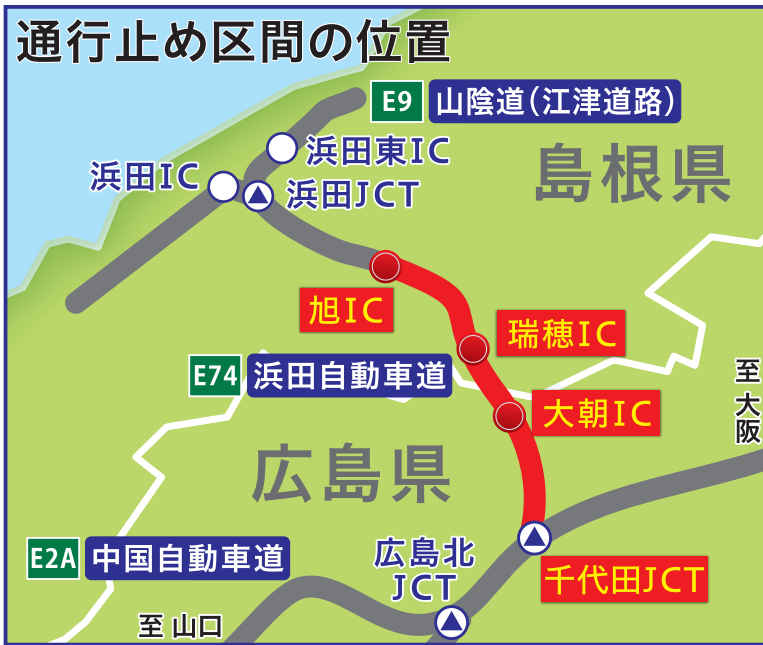 通行止め区間の位置
E9 山陰道(江津道路)
浜田東IC
浜田IC
浜田JCT
島根県
旭IC
瑞穂IC
E74 浜田自動車道
至大阪
大朝IC
広島県
広島北
JCT
E2A 中国自動車道
千代田JCT
至 山口